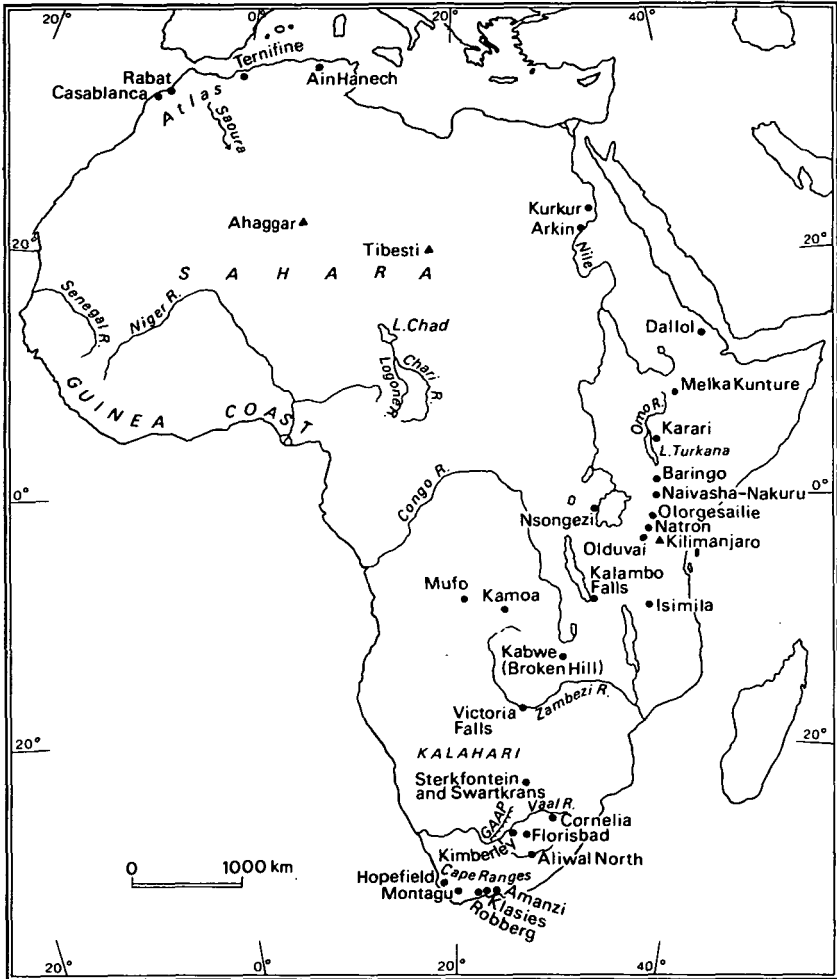 20° 0° 20° 40°
Ternifine
Rabat
Casablanca
Ain Hanech
Atlas
Saoura
Kurkur
Arkin
Nile
Ahaggar
Tibesti
20° 20°
SAHARA
Senegal R.
Niger R.
L.Chad
Logone R.
Chari R.
Dallol
GUINEA COAST
Melka Kunture
Omo R.
Karari
L.Turkana
Baringo
0° 0°
Naivasha-Nakuru
Congo R.
Nsongezi
Olorgesailie
Natron
Olduvai
Kilimanjaro
Mufo
Kamoa
Kalambo
Falls
Isimila
Kabwe
(Broken Hill)
Victoria
Falls
Zambezi R.
20° 20°
KALAHARI
Sterkfontein
and Swartkrans
GAAP
Vaal R.
Cornelia
Florisbad
Kimberley
Aliwal North
0 1000 km
Hopefield
Cape Ranges
Montagu
Amanzi
Klasies
Robberg
20° 0° 20° 40°